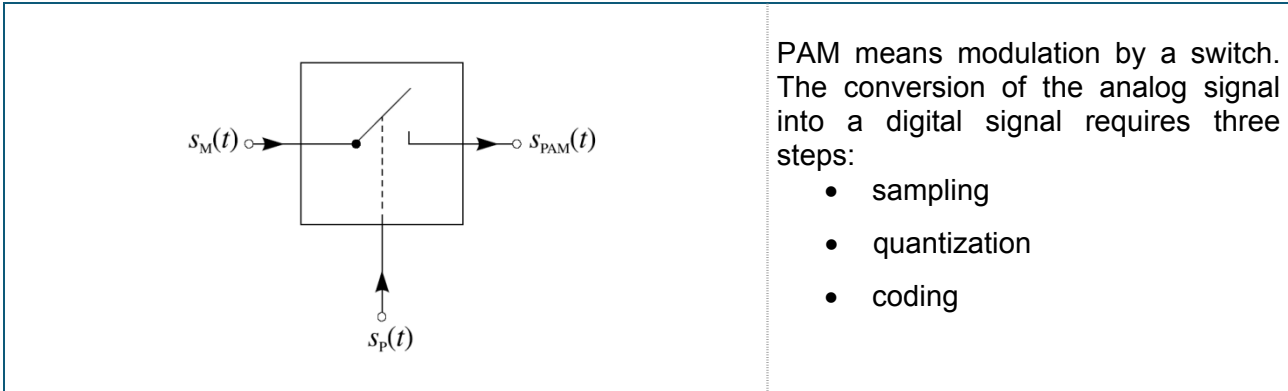 s_M(t)
s_PAM(t)
s_P(t)
PAM means modulation by a switch.
The conversion of the analog signal
into a digital signal requires three
steps:
• sampling
• quantization
• coding